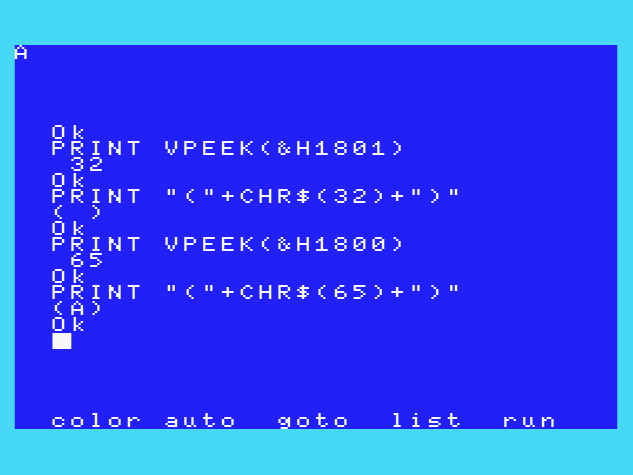 A
Ok
PRINT VPEEK(&H1801)
 32
Ok
PRINT "("+CHR$(32)+")"
( )
Ok
PRINT VPEEK(&H1800)
 65
Ok
PRINT "("+CHR$(65)+")"
(A)
Ok
color auto  goto  list  run